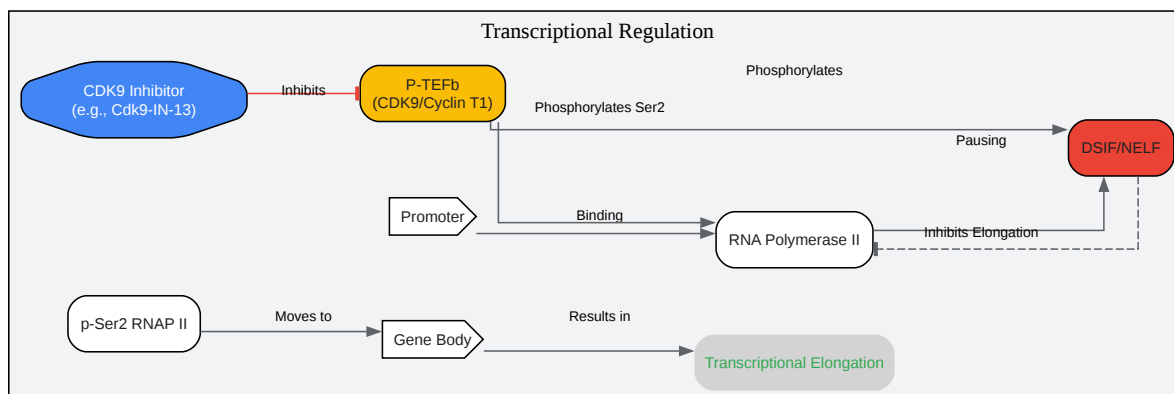 Transcriptional Regulation
CDK9 Inhibitor
(e.g., Cdk9-IN-13)
Inhibits
P-TEFb
(CDK9/Cyclin T1)
Phosphorylates
Phosphorylates Ser2
Pausing
DSIF/NELF
Promoter
Binding
RNA Polymerase II
Inhibits Elongation
p-Ser2 RNAP II
Moves to
Gene Body
Results in
Transcriptional Elongation